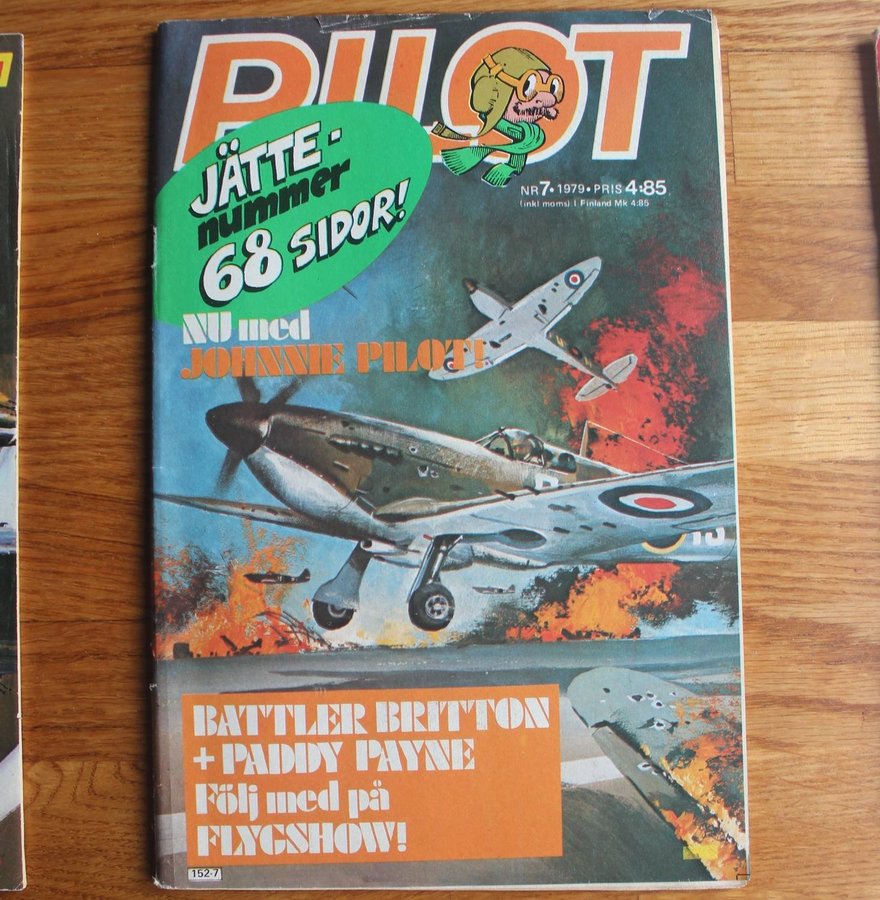 PILOT
JÄTTE-
nummer
68 SIDOR!
NR 7 • 1979 • PRIS 4:85
(inkl moms) I Finland Mk 4:85
NU med
JOHNNIE PILOT!
BATTLER BRITTON
+ PADDY PAYNE
Följ med på
FLYGSHOW!
152-7